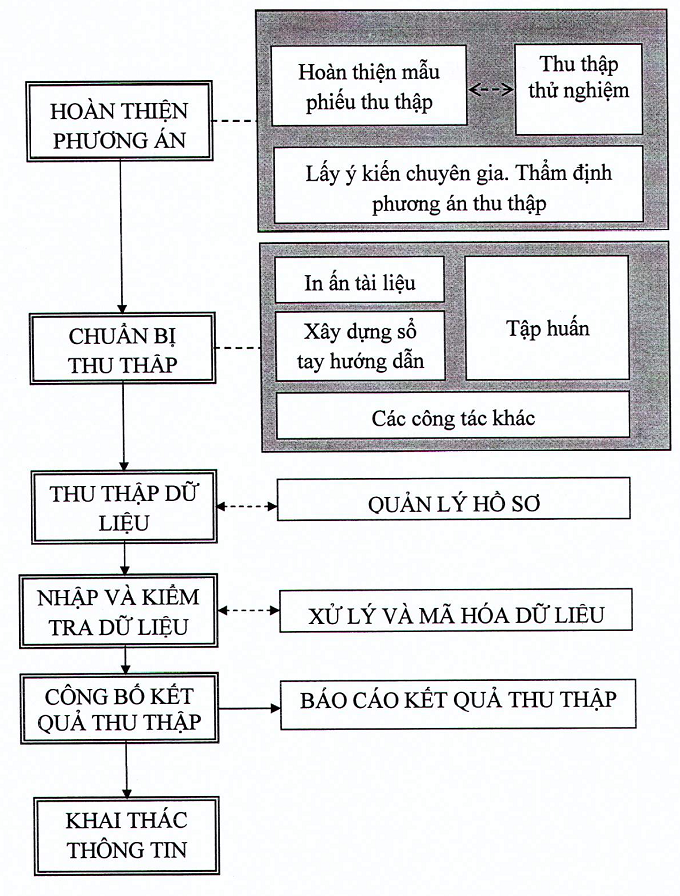 HOÀN THIỆN
PHƯƠNG ÁN
Hoàn thiện mẫu
phiếu thu thập
Thu thập
thử nghiệm
Lấy ý kiến chuyên gia. Thẩm định
phương án thu thập
CHUẨN BỊ
THU THẬP
In ấn tài liệu
Xây dựng sổ
tay hướng dẫn
Tập huấn
Các công tác khác
THU THẬP DỮ
LIỆU
QUẢN LÝ HỒ SƠ
NHẬP VÀ KIỂM
TRA DỮ LIỆU
XỬ LÝ VÀ MÃ HÓA DỮ LIỆU
CÔNG BỐ KẾT
QUẢ THU THẬP
BÁO CÁO KẾT QUẢ THU THẬP
KHAI THÁC
THÔNG TIN